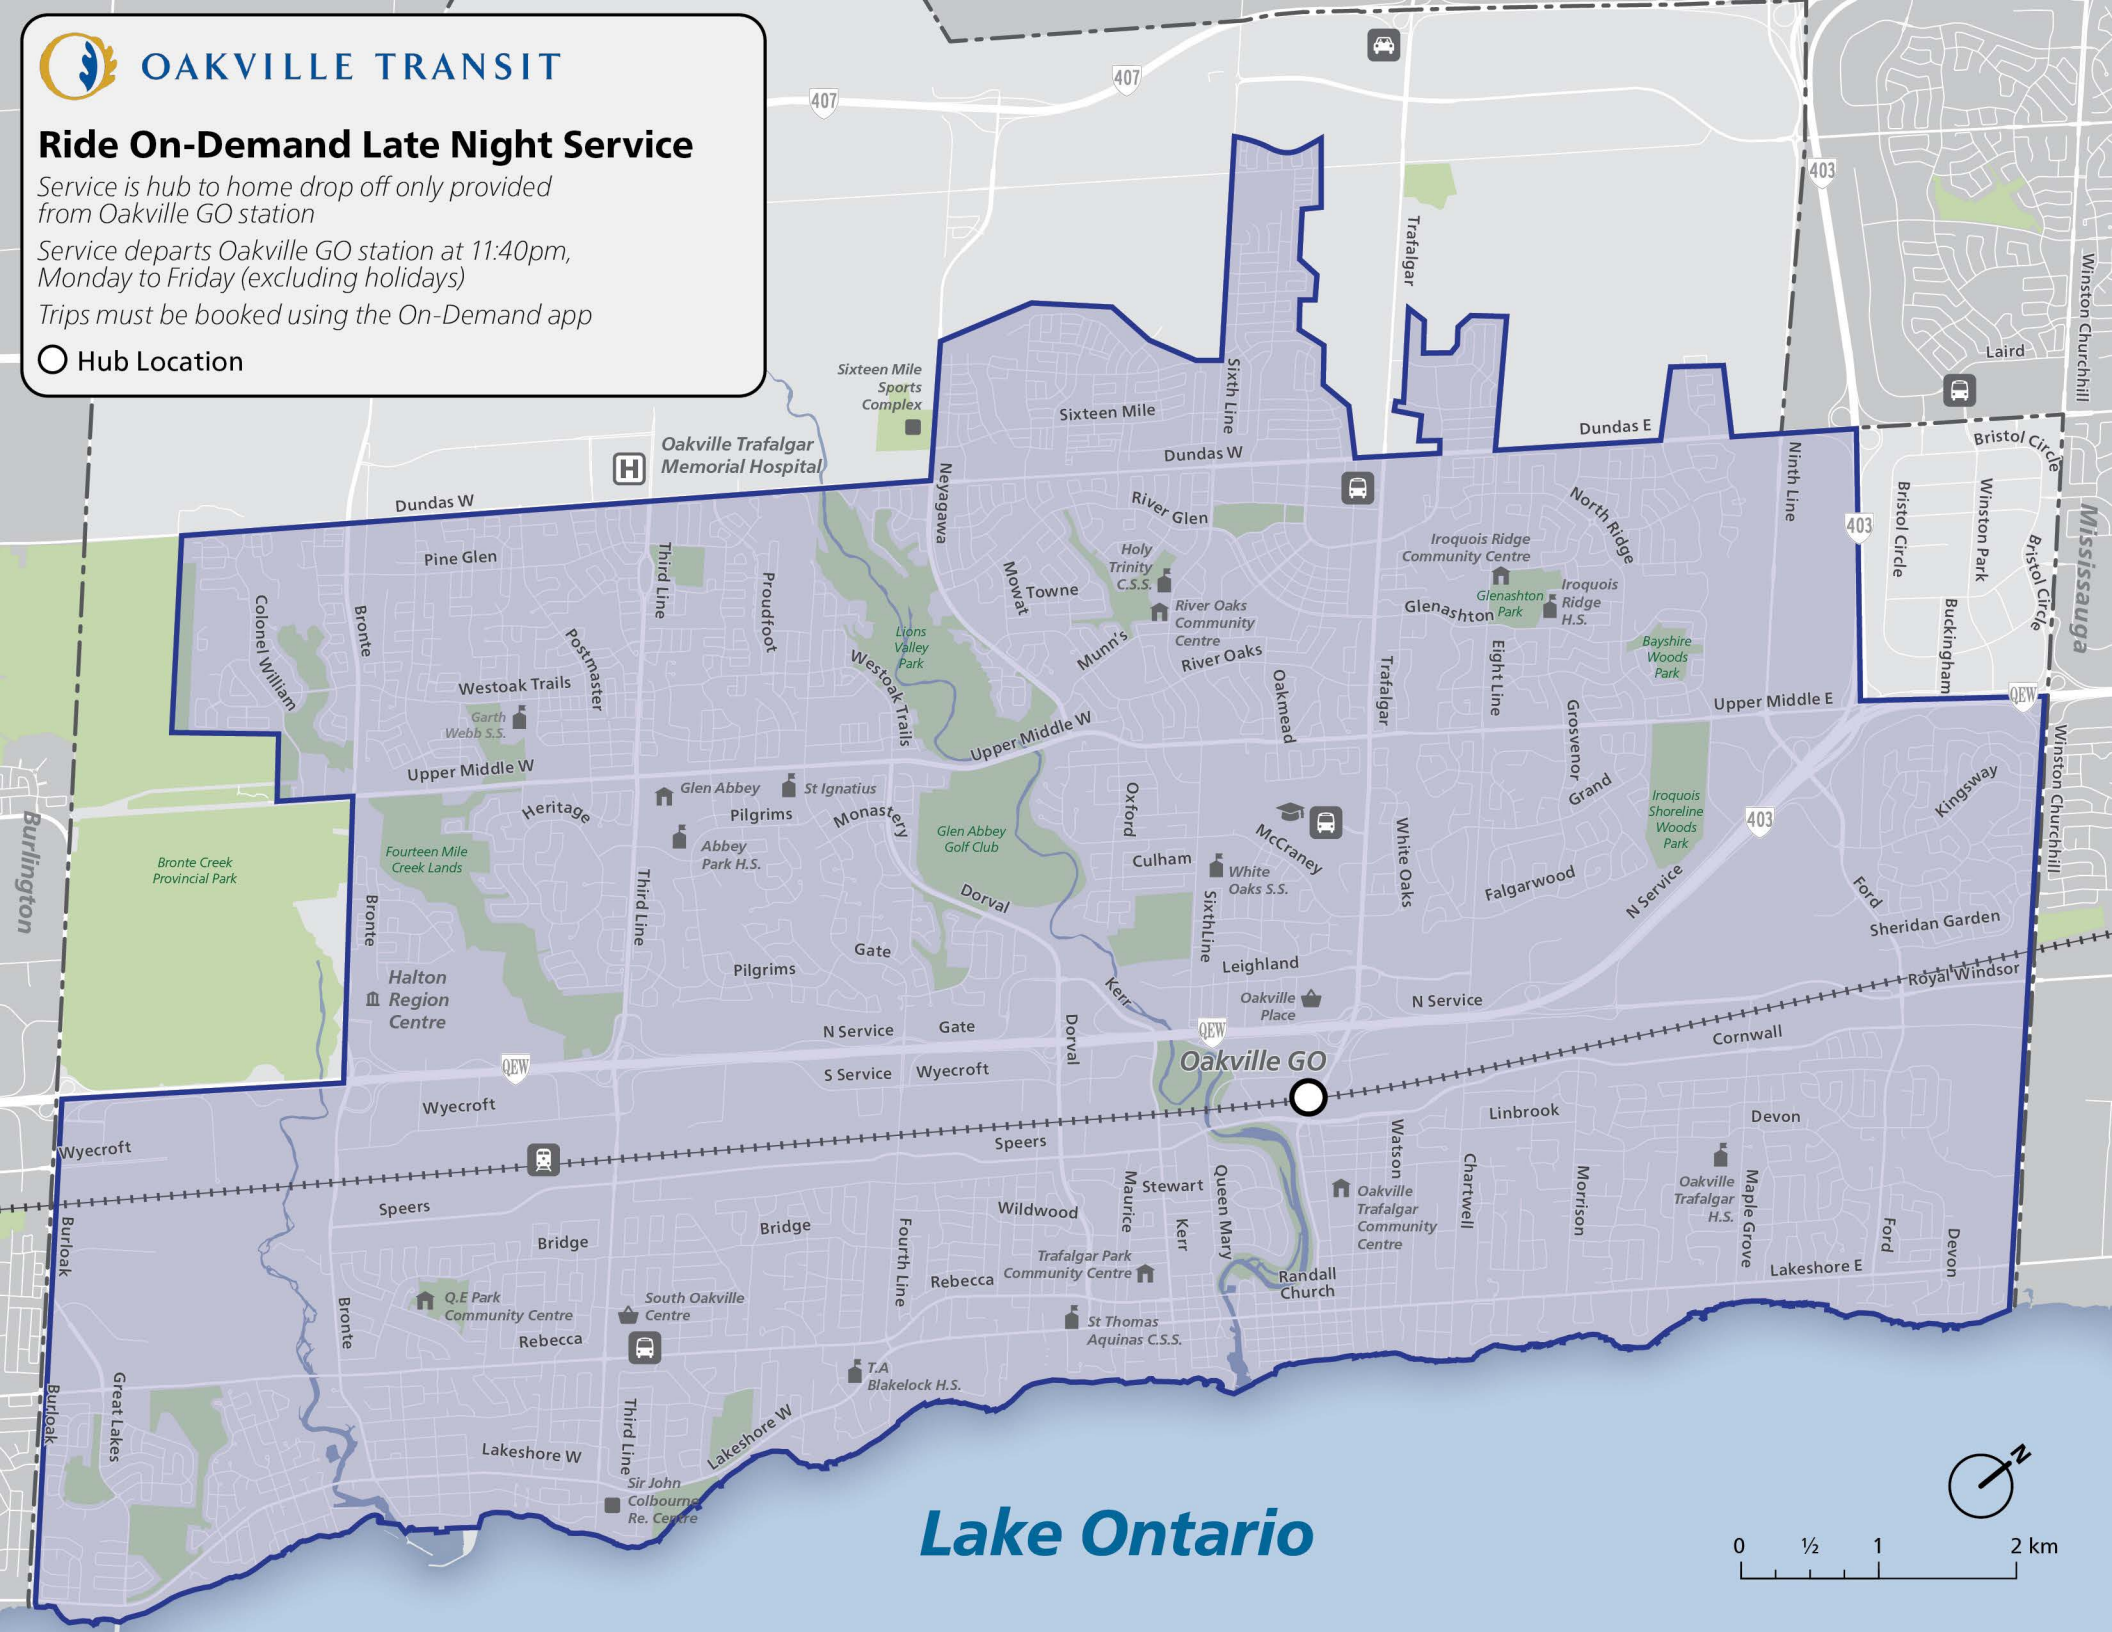 OAKVILLE TRANSIT
Ride On-Demand Late Night Service
Service is hub to home drop off only provided
from Oakville GO station
Service departs Oakville GO station at 11:40pm,
Monday to Friday (excluding holidays)
Trips must be booked using the On-Demand app
Hub Location
407
407
403
Trafalgar
Winston Churchhill
Laird
Sixteen Mile
Sports
Complex
Sixth Line
Sixteen Mile
Dundas W
Dundas E
Bristol Circle
Oakville Trafalgar
Memorial Hospital
H
Dundas W
Neyagawa
River Glen
North Ridge
Ninth Line
403
Bristol Circle
Winston Park
Bristol Circle
Mississauga
Pine Glen
Third Line
Proudfoot
Mowat
Towne
Holy
Trinity
C.S.S.
River Oaks
Community
Centre
Munn's
River Oaks
Iroquois Ridge
Community Centre
Glenashton
Park
Glenashton
Iroquois
Ridge
H.S.
Bayshire
Woods
Park
Buckingham
Colonel William
Bronte
Postmaster
Lions
Valley
Park
Westoak Trails
Westoak Trails
Garth
Webb S.S.
Oakmead
Trafalgar
Eight Line
Grosvenor
Upper Middle E
QEW
Upper Middle W
Upper Middle W
Winston Churchhill
Burlington
Heritage
Glen Abbey
St Ignatius
Pilgrims
Monastery
Abbey
Park H.S.
Glen Abbey
Golf Club
Oxford
Culham
McCraney
White
Oaks S.S.
White Oaks
Grand
Iroquois
Shoreline
Woods
Park
403
Kingsway
Bronte Creek
Provincial Park
Fourteen Mile
Creek Lands
Falgarwood
N Service
Ford
Sheridan Garden
Royal Windsor
Bronte
Third Line
Dorval
Gate
Pilgrims
SixthLine
Leighland
Halton
Region
Centre
Kerr
Oakville
Place
N Service
N Service
Gate
Dorval
QEW
Oakville GO
Cornwall
QEW
S Service
Wyecroft
Wyecroft
Wyecroft
Speers
Linbrook
Devon
Watson
Speers
Burloak
Bridge
Bridge
Fourth Line
Wildwood
Maurice
Stewart
Kerr
Queen Mary
Oakville
Trafalgar
Community
Centre
Chartwell
Morrison
Oakville
Trafalgar
H.S.
Maple Grove
Ford
Devon
Lakeshore E
Trafalgar Park
Community Centre
Rebecca
Randall
Church
Q.E Park
Community Centre
South Oakville
Centre
Rebecca
Bronte
St Thomas
Aquinas C.S.S.
T.A
Blakelock H.S.
Burloak
Great Lakes
Third Line
Lakeshore W
Lakeshore W
Sir John
Colbourne
Re. Centre
Lake Ontario
N
0 ½ 1 2 km